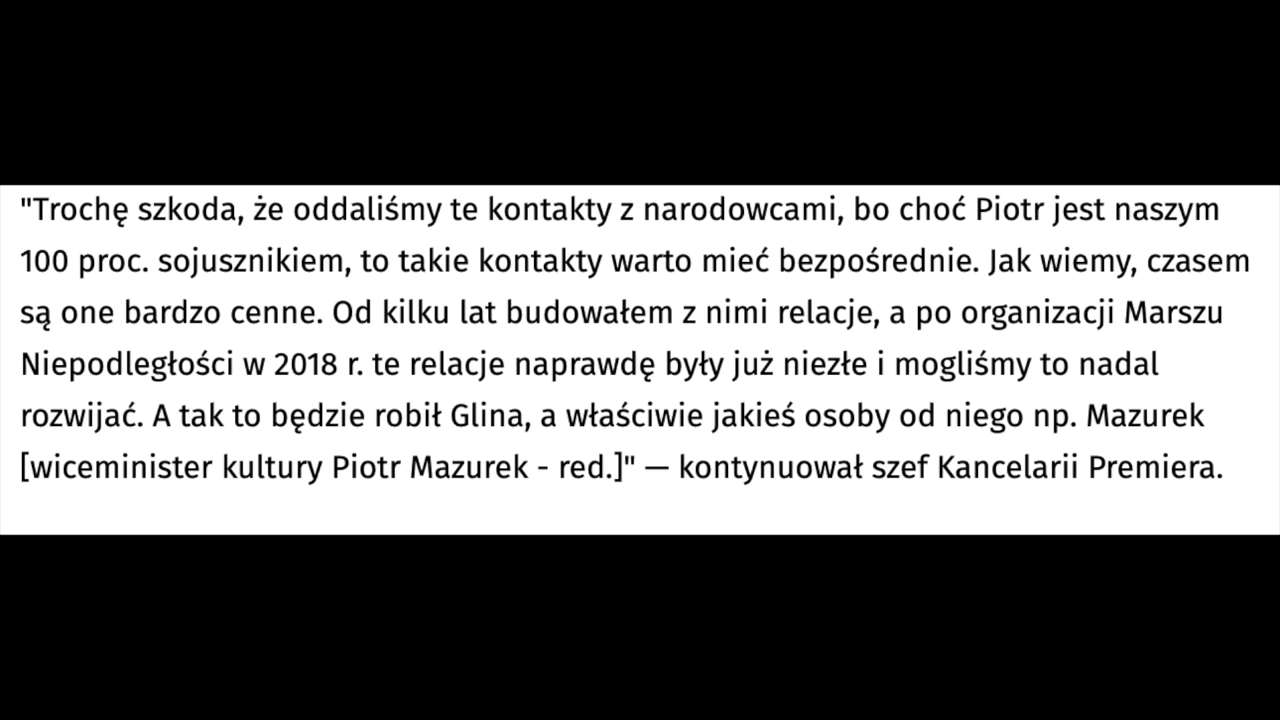 "Trochę szkoda, że oddaliśmy te kontakty z narodowcami, bo choć Piotr jest naszym
100 proc. sojusznikiem, to takie kontakty warto mieć bezpośrednie. Jak wiemy, czasem
są one bardzo cenne. Od kilku lat budowałem z nimi relacje, a po organizacji Marszu
Niepodległości w 2018 r. te relacje naprawdę były już niezłe i mogliśmy to nadal
rozwijać. A tak to będzie robił Glina, a właściwie jakieś osoby od niego np. Mazurek
[wiceminister kultury Piotr Mazurek - red.]" — kontynuował szef Kancelarii Premiera.